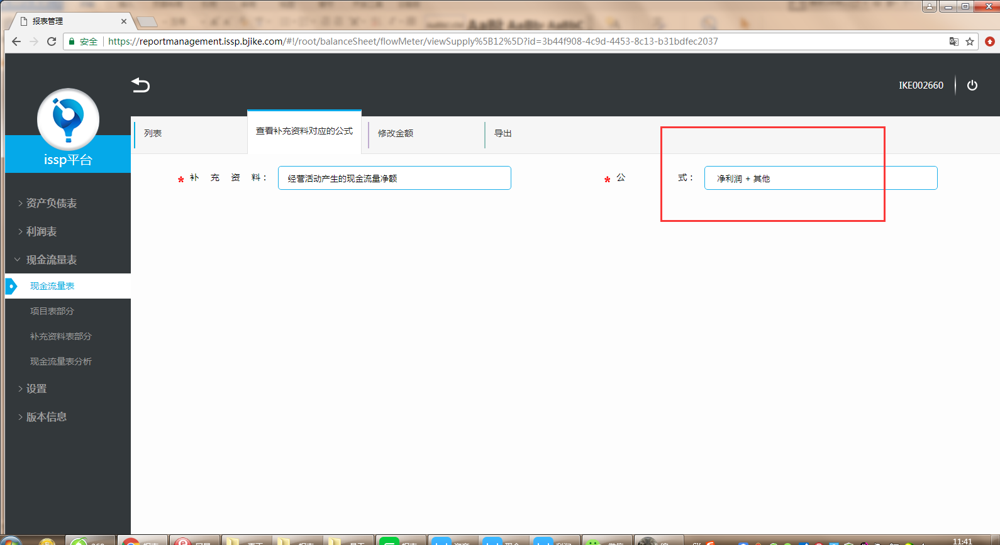 报表管理
安全
https://reportmanagement.issp.bjike.com/#!/root/balanceSheet/flowMeter/viewSupply%5B12%5D?id=3b44f908-4c9d-4453-8c13-b31bdfec2037
IKE002660
issp平台
列表
查看补充资料对应的公式
修改金额
导出
* 补充资料：
经营活动产生的现金流量净额
* 公式：
净利润 + 其他
资产负债表
利润表
现金流量表
现金流量表
项目表部分
补充资料表部分
现金流量表分析
设置
版本信息
11:41